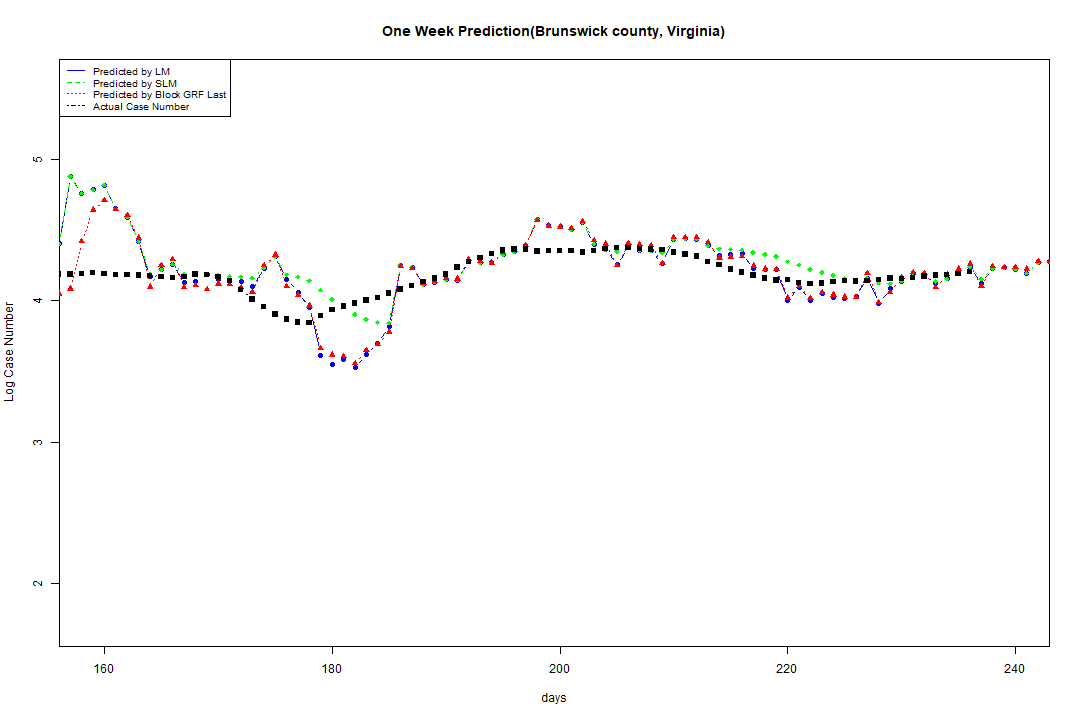 One Week Prediction(Brunswick county, Virginia)
Predicted by LM
Predicted by SLM
Predicted by Block GRF Last
Actual Case Number
5
4
3
2
Log Case Number
160 180 200 220 240
days